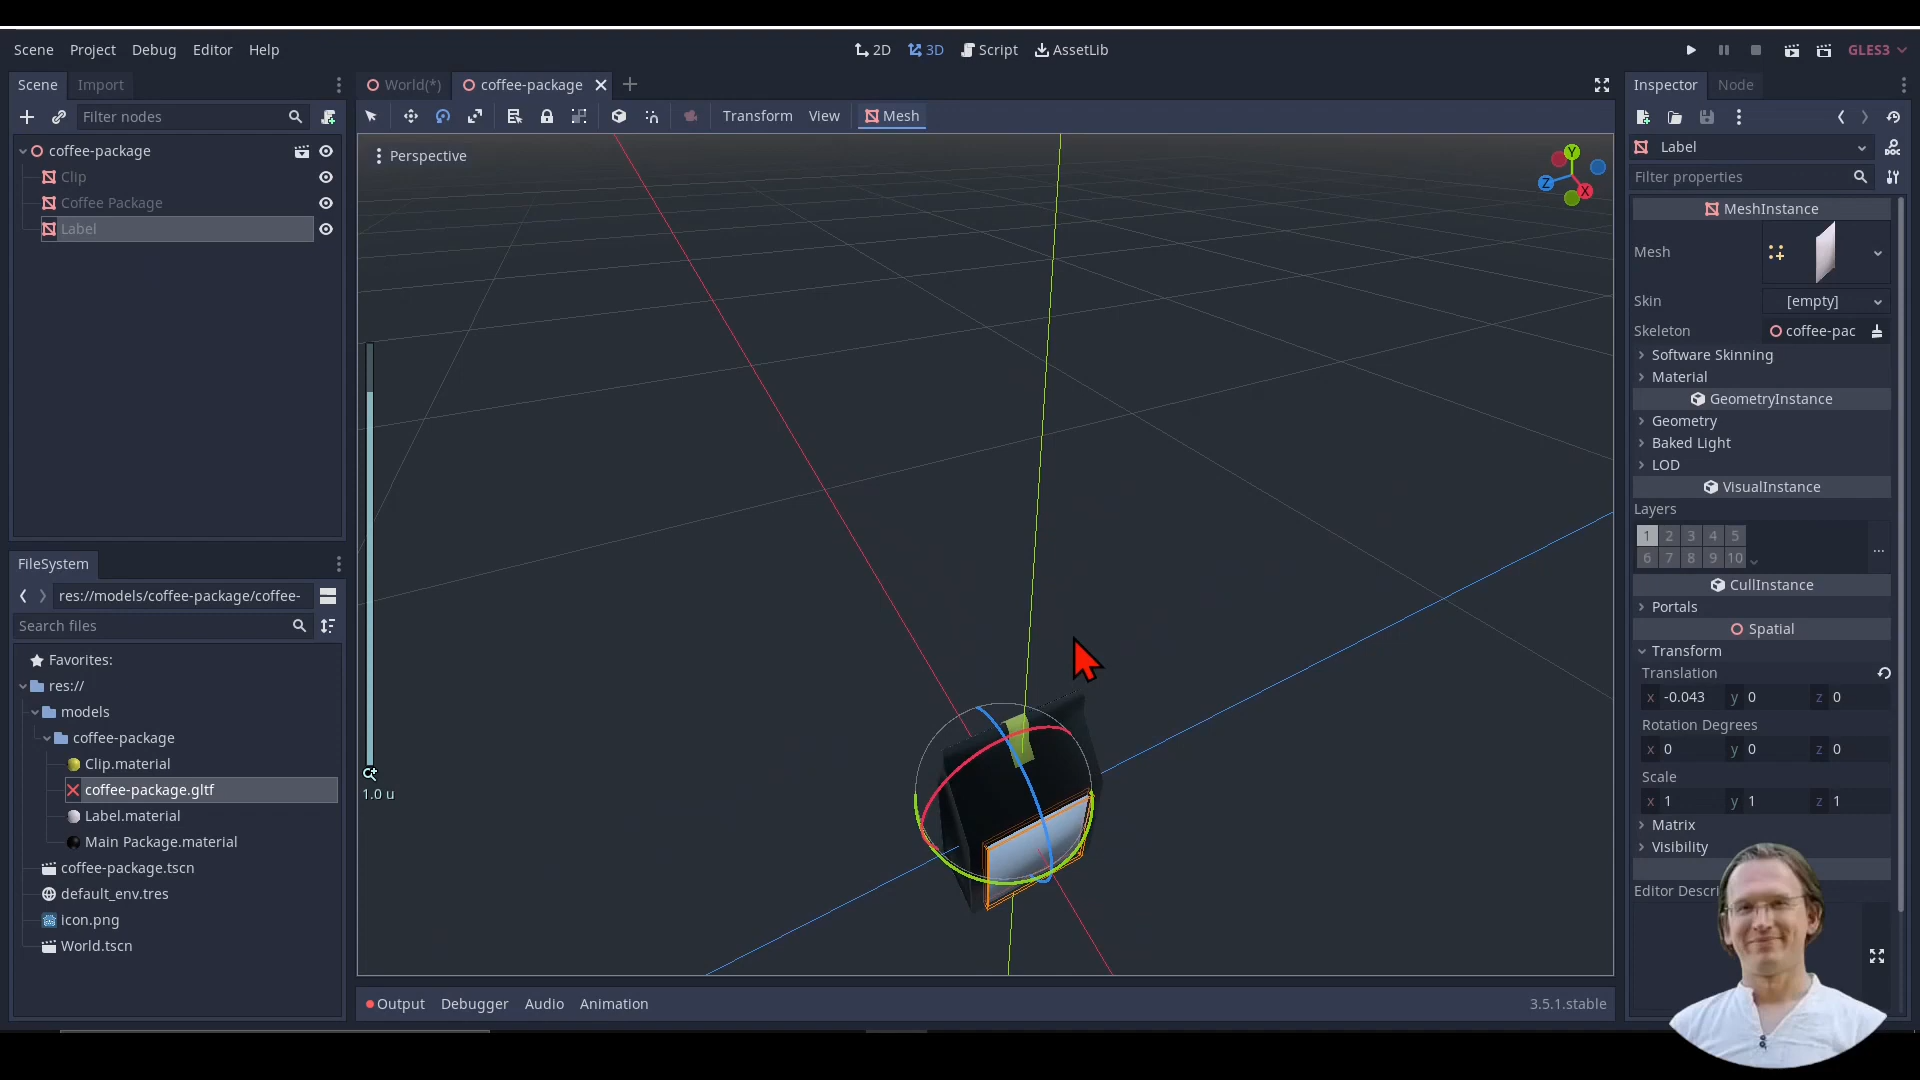 Scene Project Debug Editor Help
2D 3D Script AssetLib
GLES3
Scene Import
World(*) coffee-package
Inspector Node
Filter nodes
Transform View Mesh
coffee-package
Clip
Coffee Package
Label
Perspective
Y
Z
X
1.0 u
Label
Filter properties
MeshInstance
Mesh
Skin [empty]
Skeleton coffee-pac
Software Skinning
Material
GeometryInstance
Geometry
Baked Light
LOD
VisualInstance
Layers
1 2 3 4 5
6 7 8 9 10
...
CullInstance
Portals
Spatial
Transform
Translation
x -0.043 y 0 z 0
Rotation Degrees
x 0 y 0 z 0
Scale
x 1 y 1 z 1
Matrix
Visibility
Editor Descri
FileSystem
res://models/coffee-package/coffee-
Search files
Favorites:
res://
models
coffee-package
Clip.material
coffee-package.gltf
Label.material
Main Package.material
coffee-package.tscn
default_env.tres
icon.png
World.tscn
Output Debugger Audio Animation
3.5.1.stable